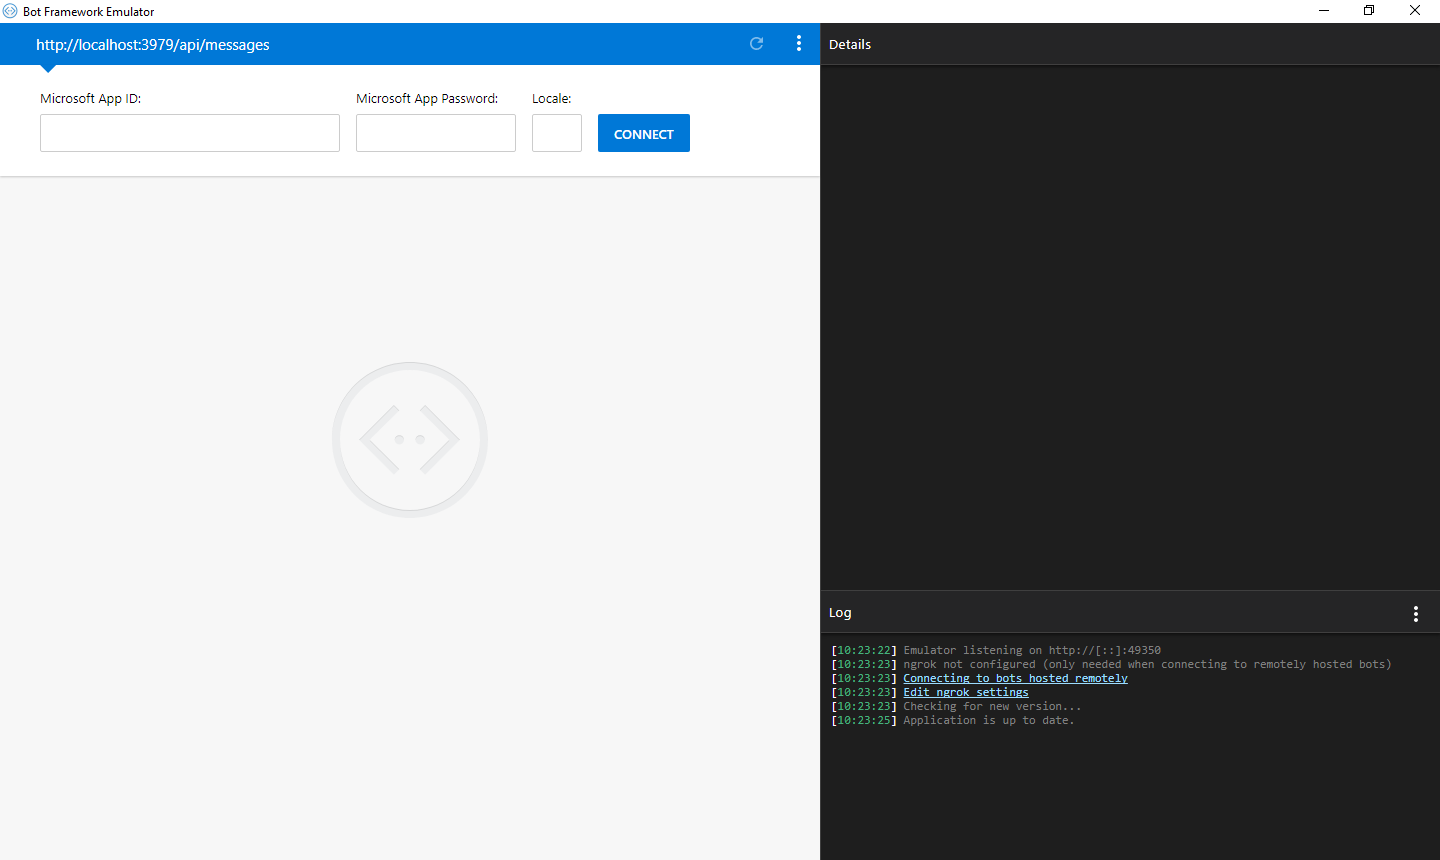 Bot Framework Emulator
http://localhost:3979/api/messages
Microsoft App ID:
Microsoft App Password:
Locale:
CONNECT
Details
Log
[10:23:22] Emulator listening on http://[::]:49350
[10:23:23] ngrok not configured (only needed when connecting to remotely hosted bots)
[10:23:23] Connecting to bots hosted remotely
[10:23:23] Edit ngrok settings
[10:23:23] Checking for new version...
[10:23:25] Application is up to date.